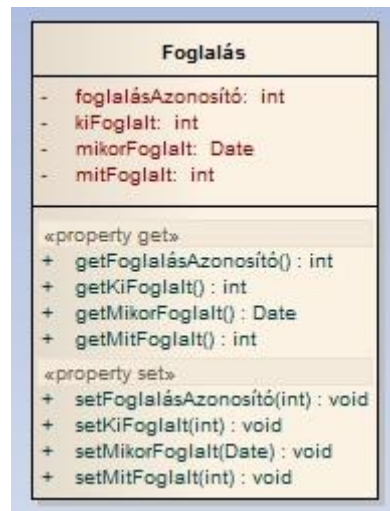 Foglalás
- foglalásAzonosító: int
- kiFoglalt: int
- mikorFoglalt: Date
- mitFoglalt: int
«property get»
+ getFoglalásAzonosító() : int
+ getKiFoglalt() : int
+ getMikorFoglalt() : Date
+ getMitFoglalt() : int
«property set»
+ setFoglalásAzonosító(int) : void
+ setKiFoglalt(int) : void
+ setMikorFoglalt(Date) : void
+ setMitFoglalt(int) : void